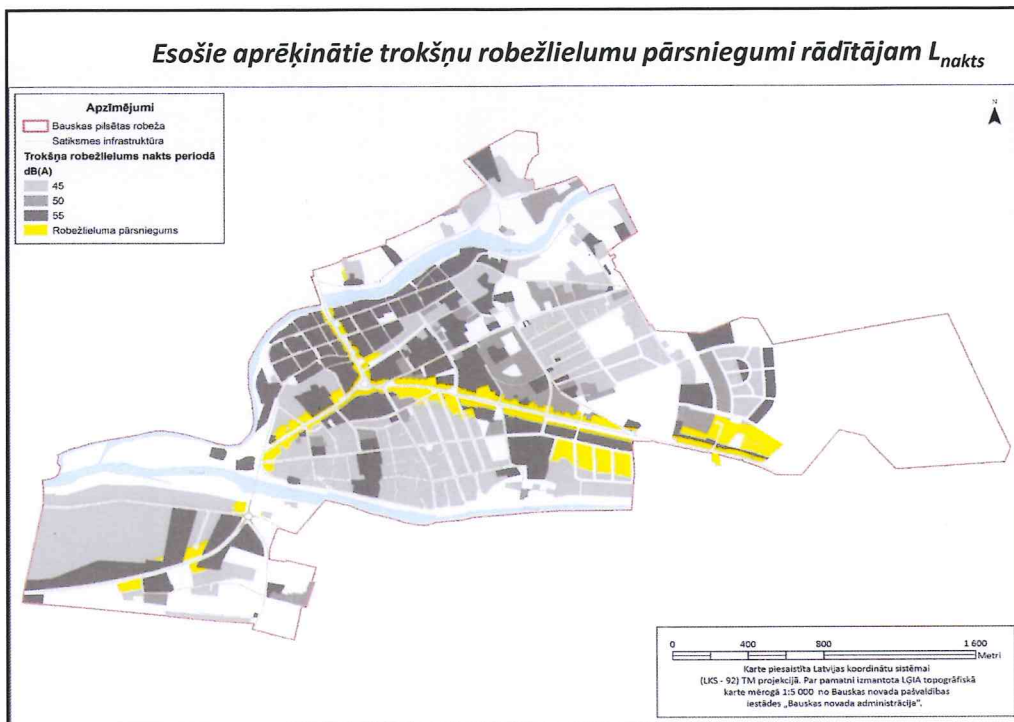 Esošie aprēķinātie trokšņu robežlielumu pārsniegumi rādītājam Lnakts
Apzīmējumi
Bauskas pilsētas robeža
Satiksmes infrastruktūra
Trokšņa robežlielums nakts periodā
dB(A)
45
50
55
Robežlieluma pārsniegums
N
0 400 800 1 600
Metri
Karte piesaistīta Latvijas koordinātu sistēmai
(LKS - 92) TM projekcijā. Par pamatni izmantota LĢIA topogrāfiskā
karte mērogā 1:5 000 no Bauskas novada pašvaldības
iestādes „Bauskas novada administrācija".